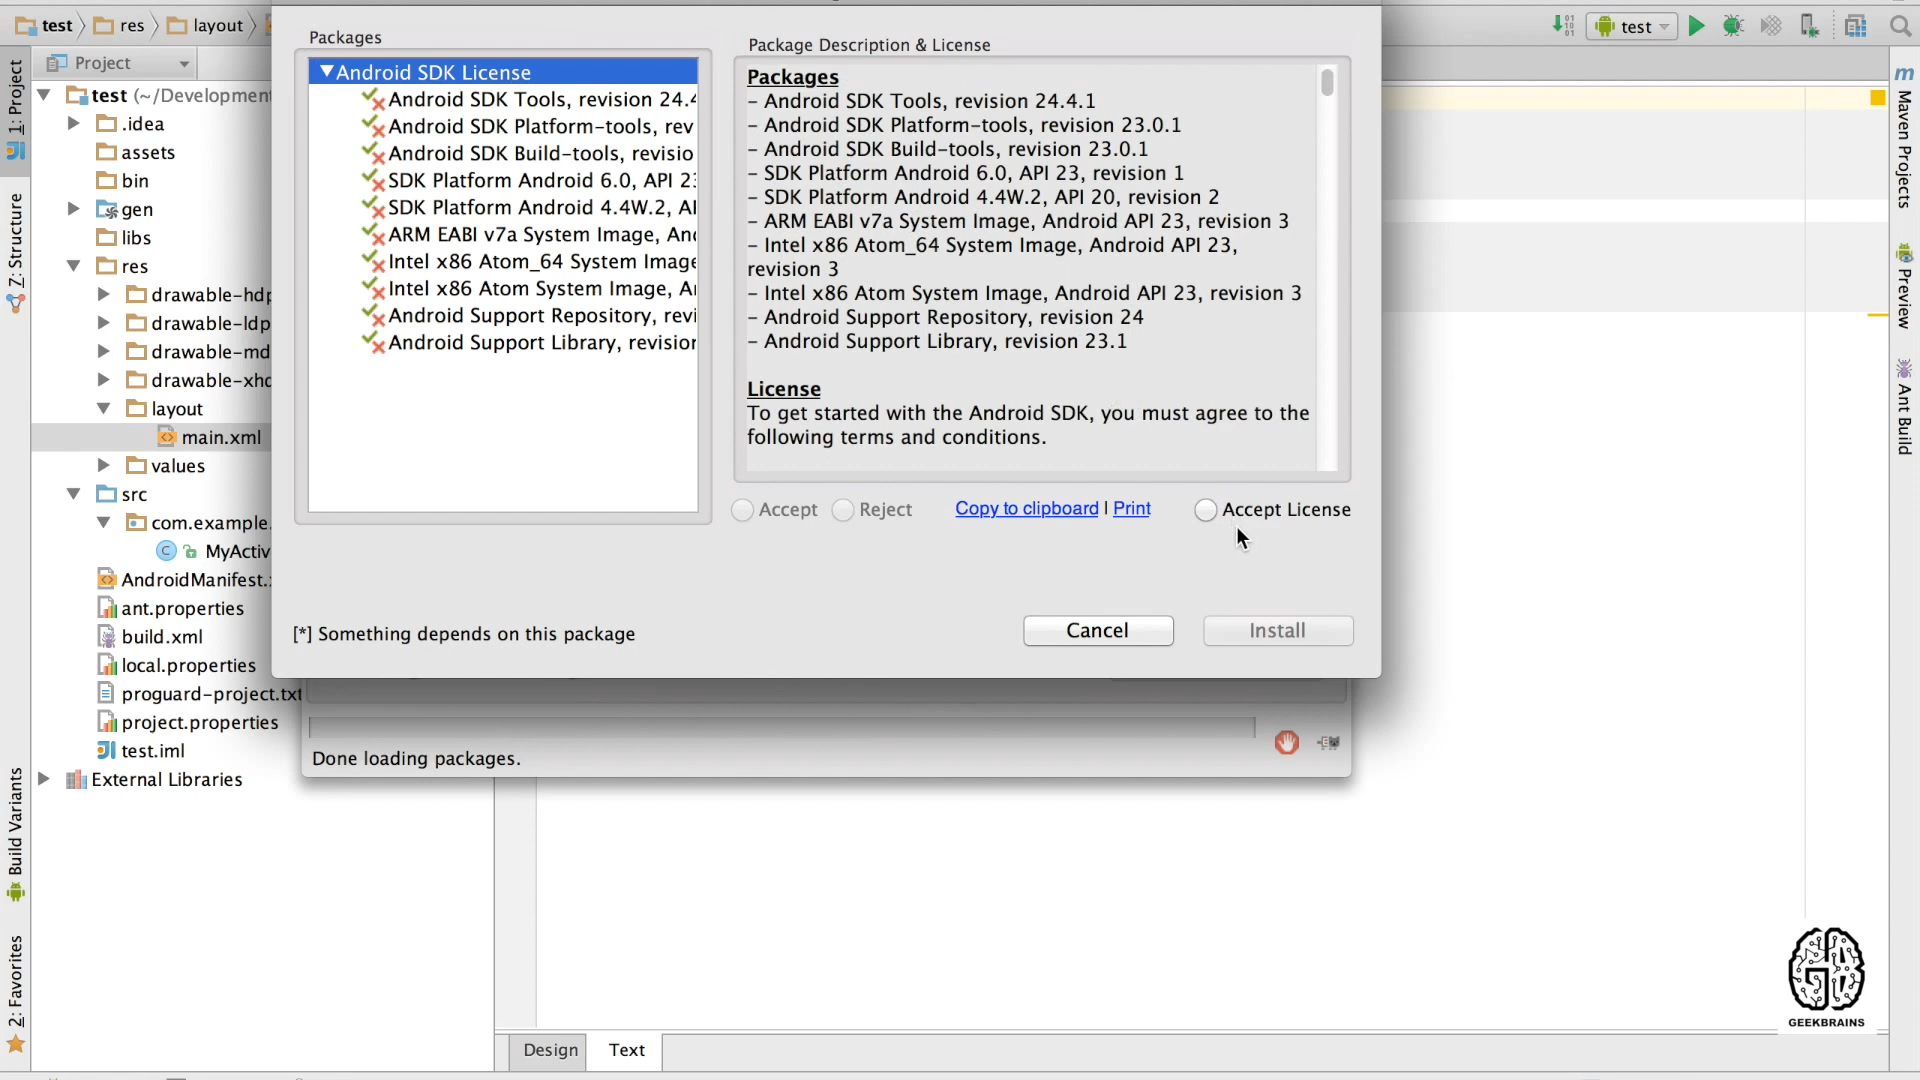 test
res
layout
test
1: Project
Z: Structure
Build Variants
2: Favorites
Project
test (~/Development
.idea
assets
bin
gen
libs
res
drawable-hdp
drawable-ldp
drawable-md
drawable-xhd
layout
main.xml
values
src
com.example.
MyActiv
AndroidManifest.
ant.properties
build.xml
local.properties
proguard-project.txt
project.properties
test.iml
External Libraries
Packages
Android SDK License
Android SDK Tools, revision 24.4
Android SDK Platform-tools, rev
Android SDK Build-tools, revisio
SDK Platform Android 6.0, API 23
SDK Platform Android 4.4W.2, AI
ARM EABI v7a System Image, And
Intel x86 Atom_64 System Image
Intel x86 Atom System Image, Ar
Android Support Repository, revi
Android Support Library, revision
[*] Something depends on this package
Package Description & License
Packages
- Android SDK Tools, revision 24.4.1
- Android SDK Platform-tools, revision 23.0.1
- Android SDK Build-tools, revision 23.0.1
- SDK Platform Android 6.0, API 23, revision 1
- SDK Platform Android 4.4W.2, API 20, revision 2
- ARM EABI v7a System Image, Android API 23, revision 3
- Intel x86 Atom_64 System Image, Android API 23,
revision 3
- Intel x86 Atom System Image, Android API 23, revision 3
- Android Support Repository, revision 24
- Android Support Library, revision 23.1
License
To get started with the Android SDK, you must agree to the
following terms and conditions.
Accept Reject Copy to clipboard | Print Accept License
Cancel Install
Done loading packages.
Design Text
m Maven Projects
Preview
Ant Build
GEEKBRAINS